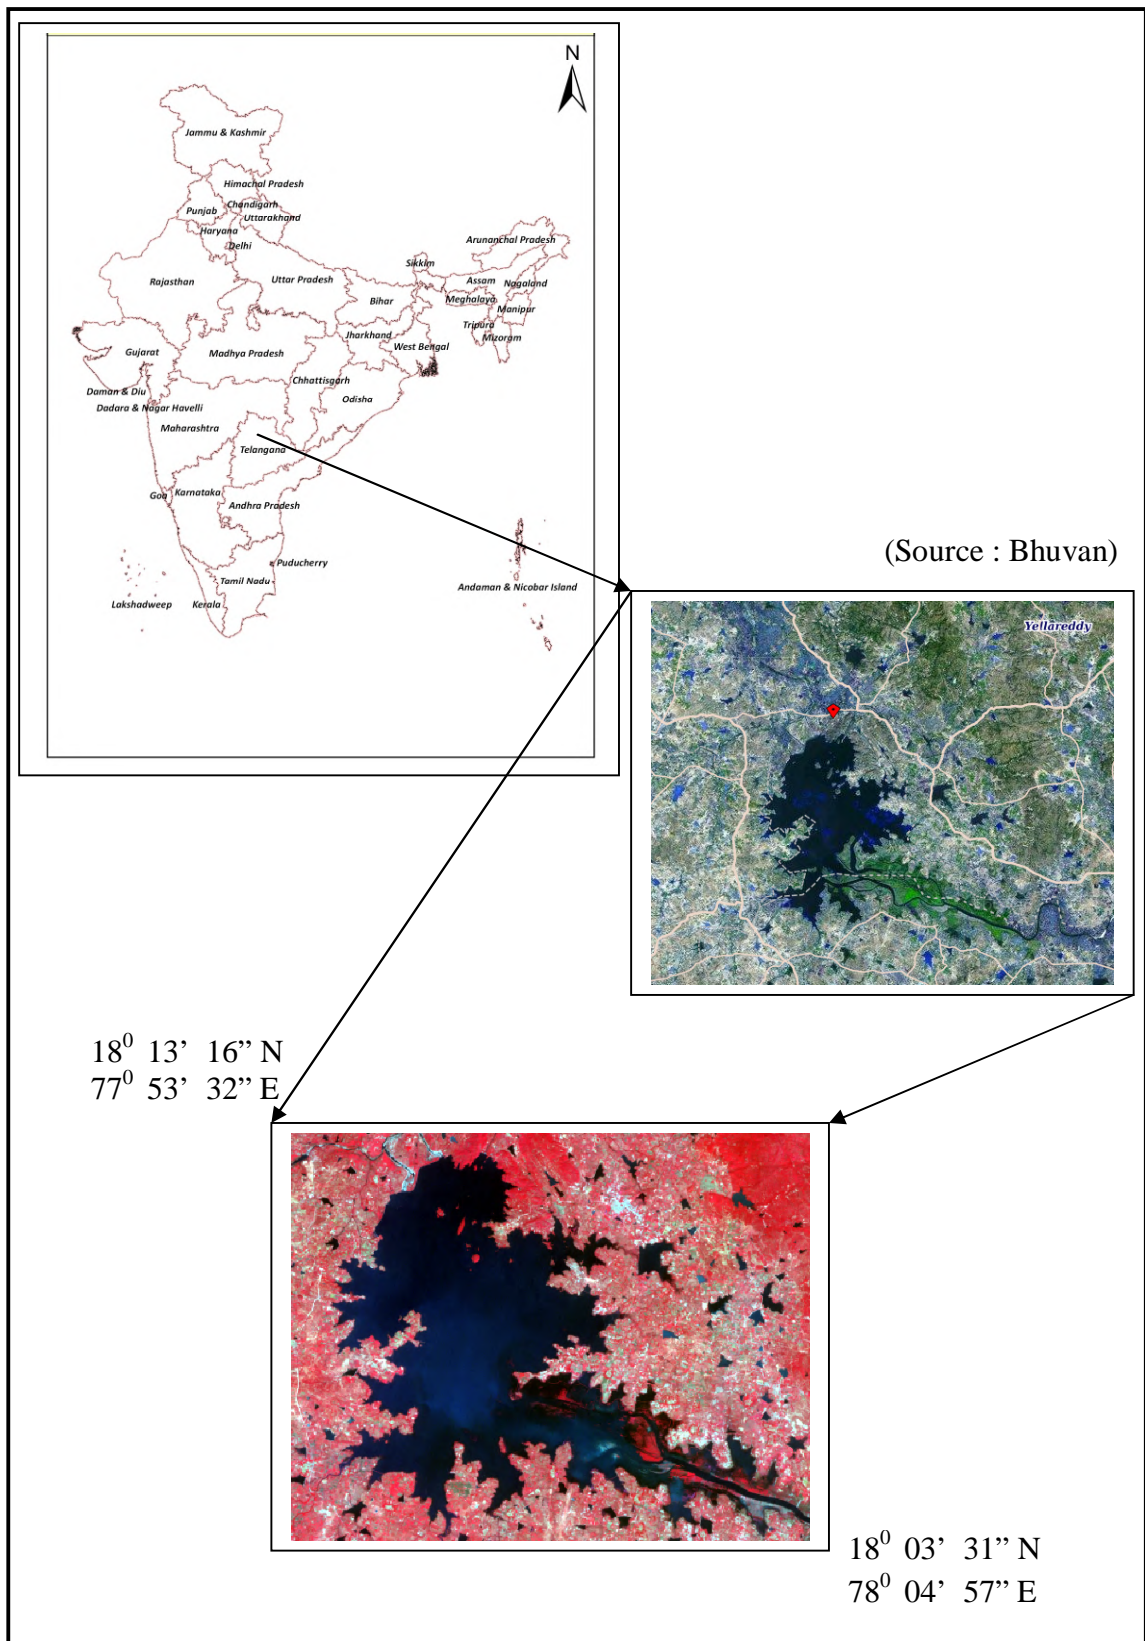 N
Jammu & Kashmir
Himachal Pradesh
Chandigarh
Punjab
Uttarakhand
Haryana
Delhi
Arunanchal Pradesh
Sikkim
Rajasthan
Uttar Pradesh
Assam
Nagaland
Bihar
Meghalaya
Manipur
Tripura
Mizoram
Jharkhand
West Bengal
Gujarat
Madhya Pradesh
Chhattisgarh
Daman & Diu
Odisha
Dadara & Nagar Havelli
Maharashtra
Telangana
Goa
Karnataka
Andhra Pradesh
Puducherry
Tamil Nadu
Andaman & Nicobar Island
Lakshadweep
Kerala
(Source : Bhuvan)
Yellareddy
18⁰ 13’ 16” N
77⁰ 53’ 32” E
18⁰ 03’ 31” N
78⁰ 04’ 57” E